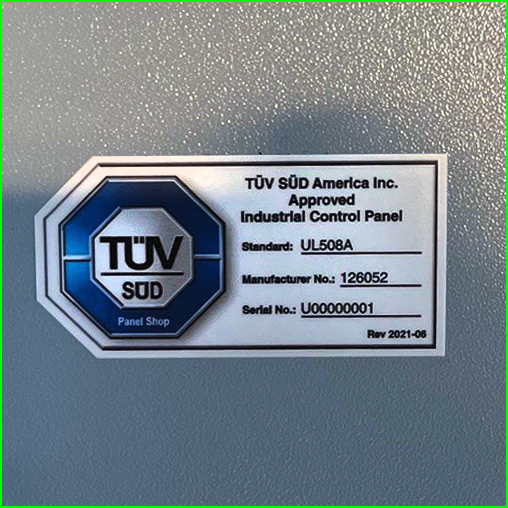 TÜV SÜD America Inc.
Approved
Industrial Control Panel
Standard: UL508A
Manufacturer No.: 126052
Serial No.: U00000001
Rev 2021-06
TÜV
SÜD
Panel Shop